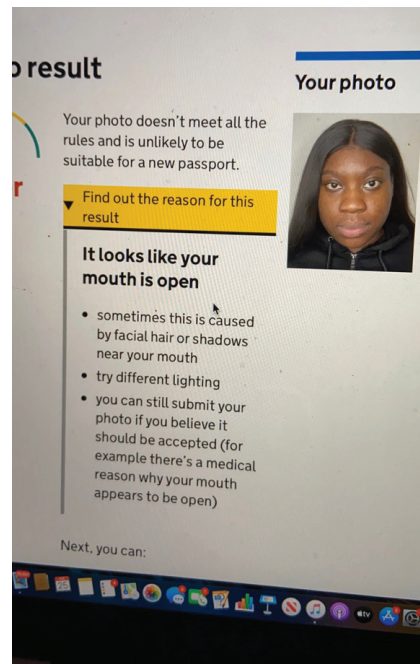 o result
Your photo
Your photo doesn't meet all the
rules and is unlikely to be
suitable for a new passport.
r
Find out the reason for this
result
It looks like your
mouth is open
• sometimes this is caused
by facial hair or shadows
near your mouth
• try different lighting
• you can still submit your
photo if you believe it
should be accepted (for
example there's a medical
reason why your mouth
appears to be open)
Next, you can:
25
tv